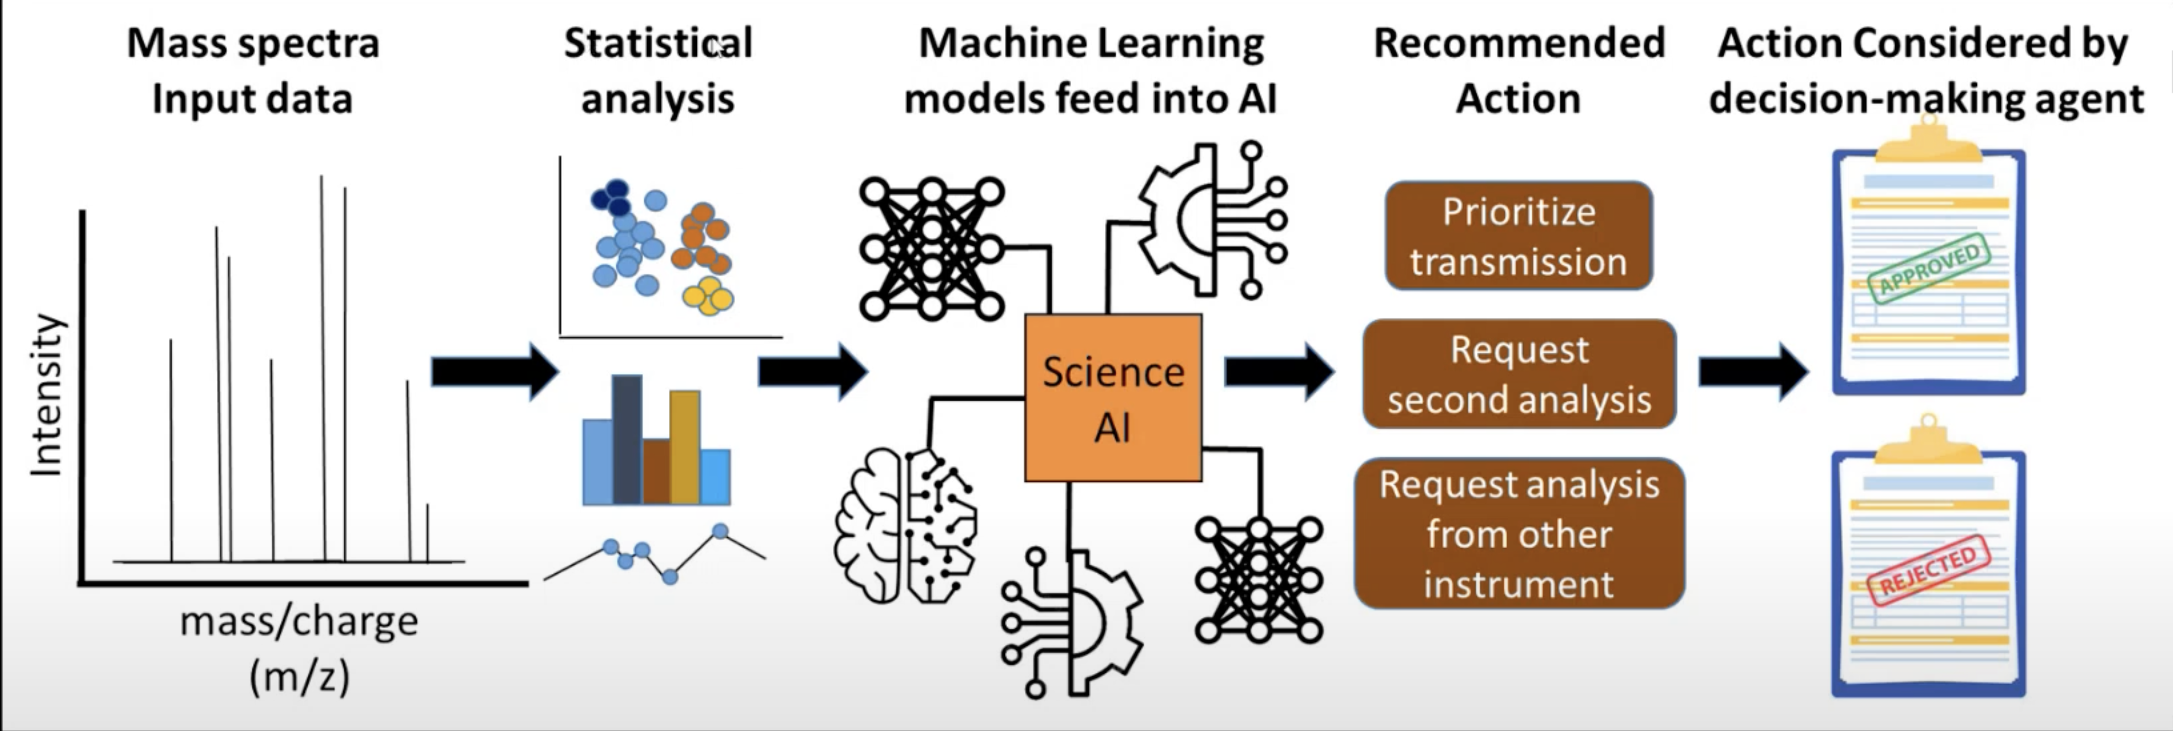 Mass spectra
Input data
Statistical
analysis
Machine Learning
models feed into AI
Recommended
Action
Action Considered by
decision-making agent
Intensity
mass/charge
(m/z)
Science
AI
Prioritize
transmission
Request
second analysis
Request analysis
from other
instrument
APPROVED
REJECTED